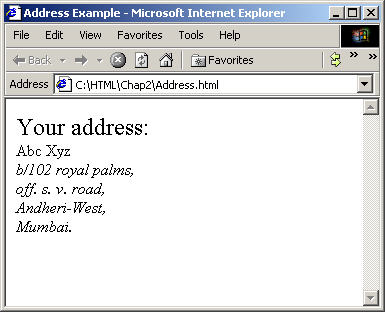 Address Example - Microsoft Internet Explorer
File Edit View Favorites Tools Help
Back Favorites » »
Address C:\HTML\Chap2\Address.html
Your address:
Abc Xyz
b/102 royal palms,
off. s. v. road,
Andheri-West,
Mumbai.